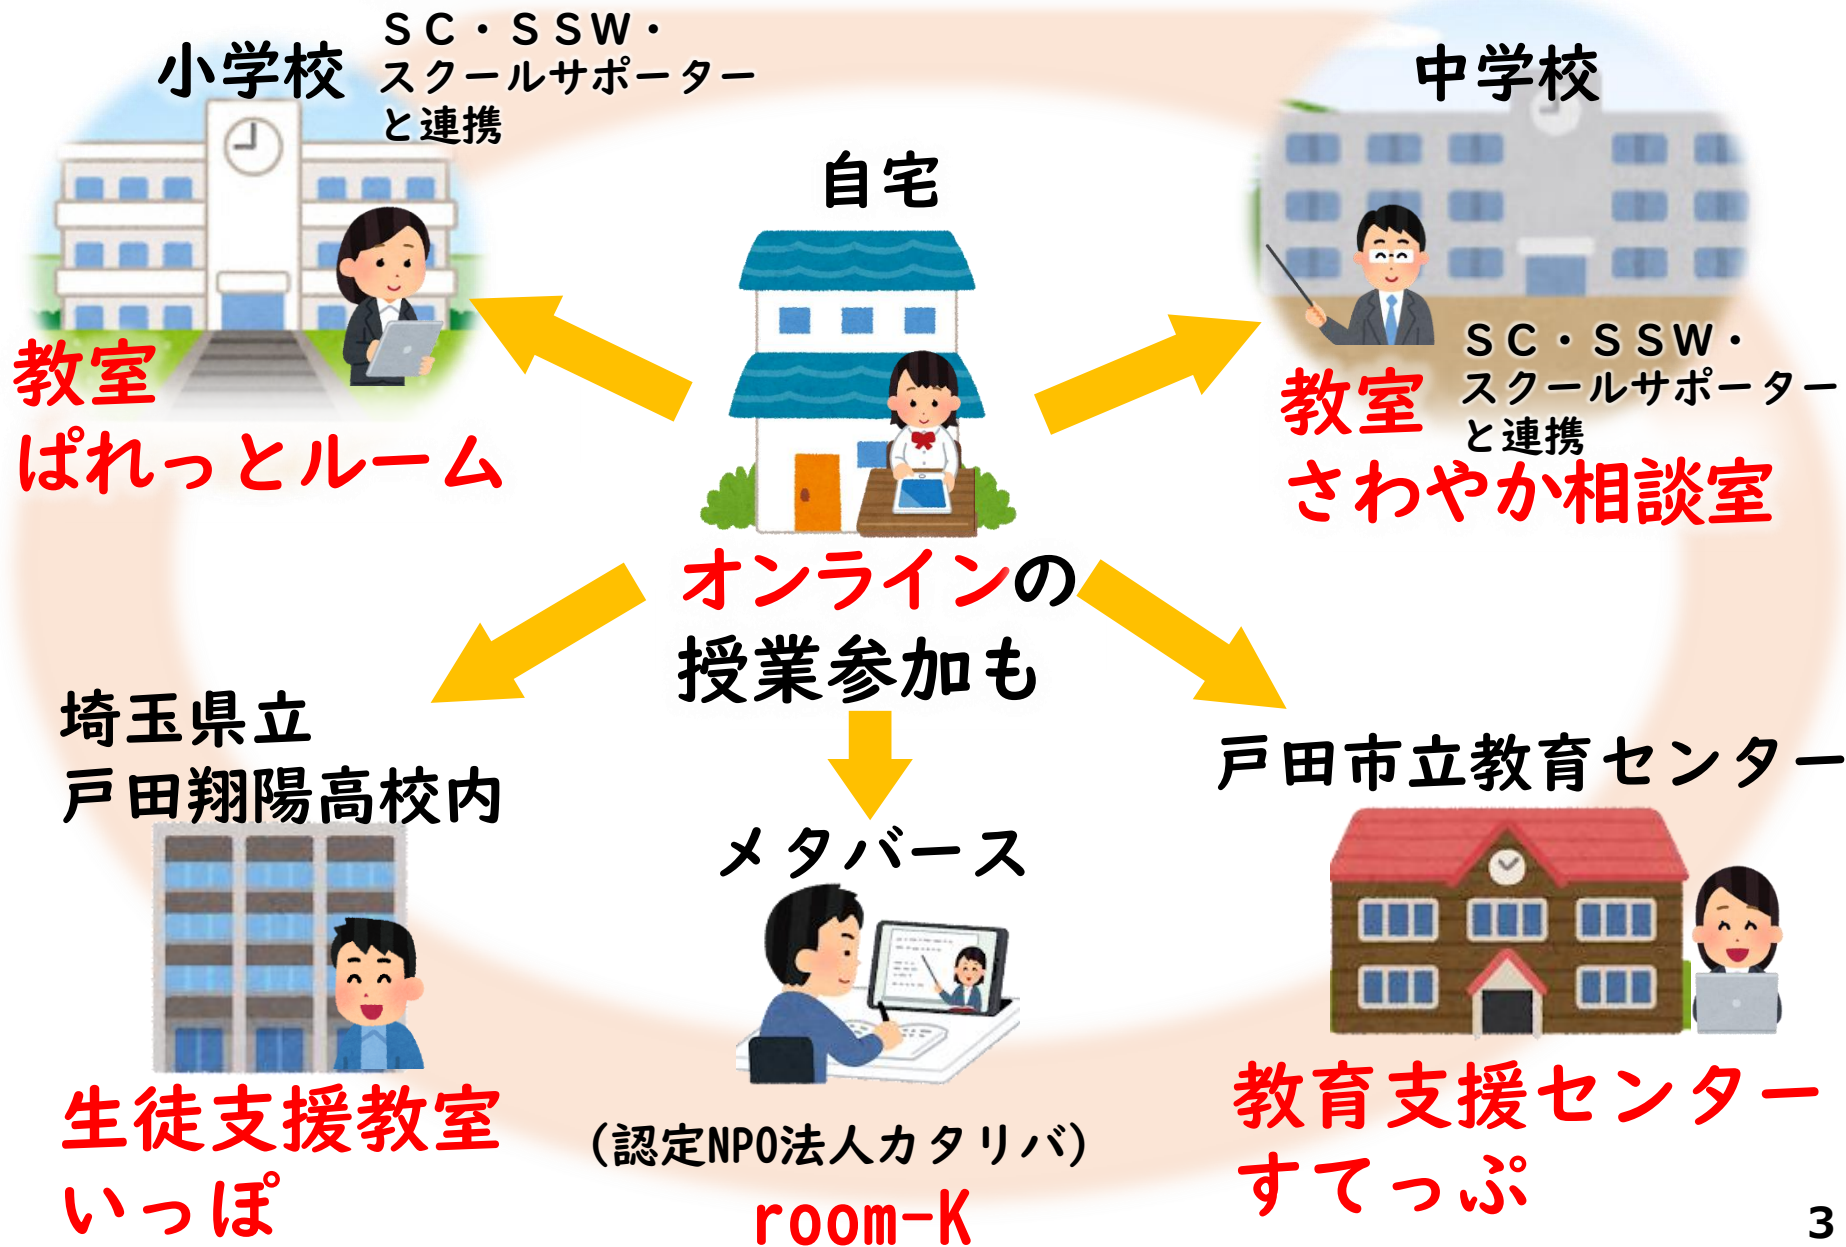 小学校
ＳＣ・ＳＳＷ・
スクールサポーター
と連携
教室
ぱれっとルーム
自宅
オンラインの
授業参加も
中学校
ＳＣ・ＳＳＷ・
スクールサポーター
と連携
教室
さわやか相談室
埼玉県立
戸田翔陽高校内
生徒支援教室
いっぽ
メタバース
（認定NPO法人カタリバ）
room-K
戸田市立教育センター
教育支援センター
すてっぷ
3